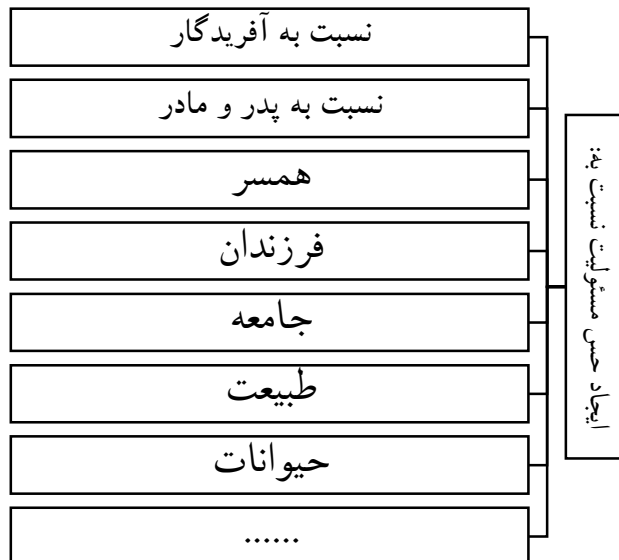 ایجاد حس مسئولیت نسبت به:
نسبت به آفریدگار
نسبت به پدر و مادر
همسر
فرزندان
جامعه
طبیعت
حیوانات
......